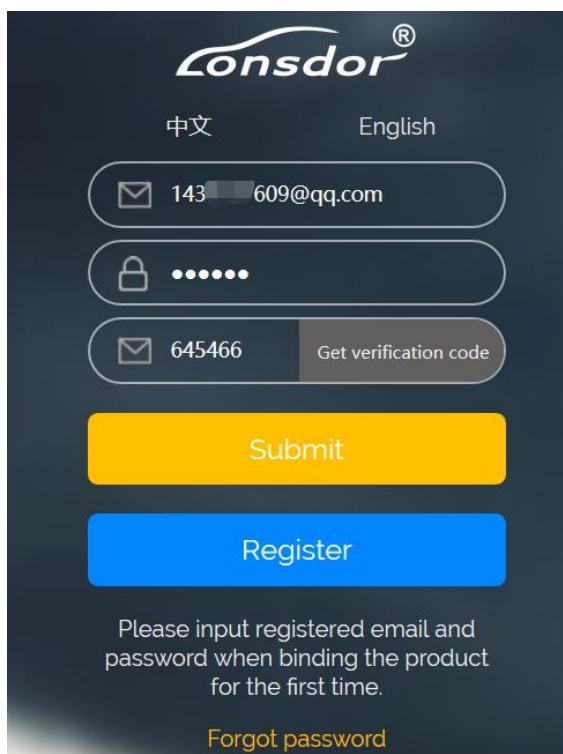 Lonsdor®
中文 English
143 609@qq.com
••••••
645466 Get verification code
Submit
Register
Please input registered email and
password when binding the product
for the first time.
Forgot password